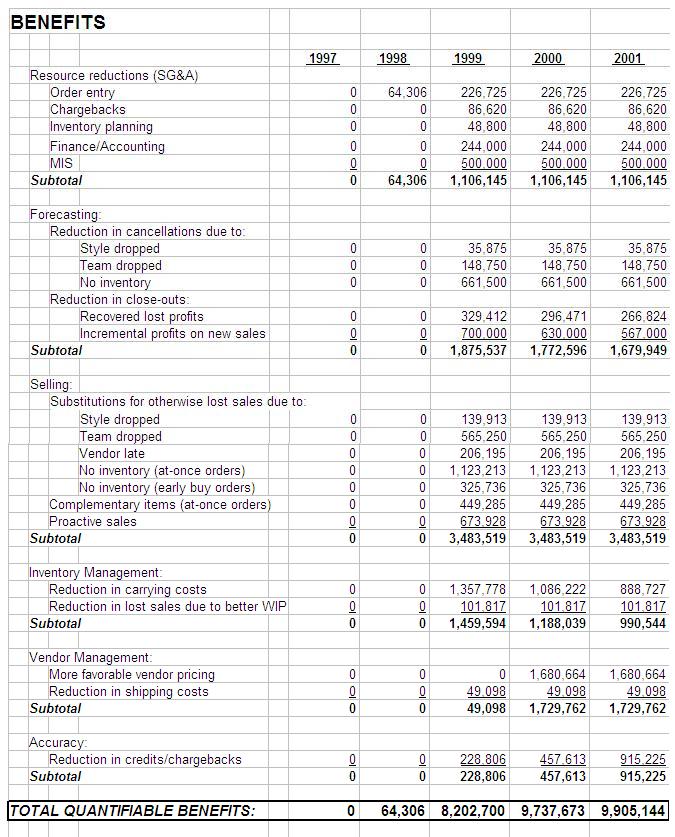 BENEFITS
1997 1998 1999 2000 2001
Resource reductions (SG&A)
Order entry 0 64,306 226,725 226,725 226,725
Chargebacks 0 0 86,620 86,620 86,620
Inventory planning 0 0 48,800 48,800 48,800
Finance/Accounting 0 0 244,000 244,000 244,000
MIS 0 0 500,000 500,000 500,000
Subtotal 0 64,306 1,106,145 1,106,145 1,106,145
Forecasting:
Reduction in cancellations due to:
Style dropped 0 0 35,875 35,875 35,875
Team dropped 0 0 148,750 148,750 148,750
No inventory 0 0 661,500 661,500 661,500
Reduction in close-outs:
Recovered lost profits 0 0 329,412 296,471 266,824
Incremental profits on new sales 0 0 700,000 630,000 567,000
Subtotal 0 0 1,875,537 1,772,596 1,679,949
Selling:
Substitutions for otherwise lost sales due to:
Style dropped 0 0 139,913 139,913 139,913
Team dropped 0 0 565,250 565,250 565,250
Vendor late 0 0 206,195 206,195 206,195
No inventory (at-once orders) 0 0 1,123,213 1,123,213 1,123,213
No inventory (early buy orders) 0 0 325,736 325,736 325,736
Complementary items (at-once orders) 0 0 449,285 449,285 449,285
Proactive sales 0 0 673,928 673,928 673,928
Subtotal 0 0 3,483,519 3,483,519 3,483,519
Inventory Management:
Reduction in carrying costs 0 0 1,357,778 1,086,222 888,727
Reduction in lost sales due to better WIP 0 0 101,817 101,817 101,817
Subtotal 0 0 1,459,594 1,188,039 990,544
Vendor Management:
More favorable vendor pricing 0 0 0 1,680,664 1,680,664
Reduction in shipping costs 0 0 49,098 49,098 49,098
Subtotal 0 0 49,098 1,729,762 1,729,762
Accuracy:
Reduction in credits/chargebacks 0 0 228,806 457,613 915,225
Subtotal 0 0 228,806 457,613 915,225
TOTAL QUANTIFIABLE BENEFITS: 0 64,306 8,202,700 9,737,673 9,905,144